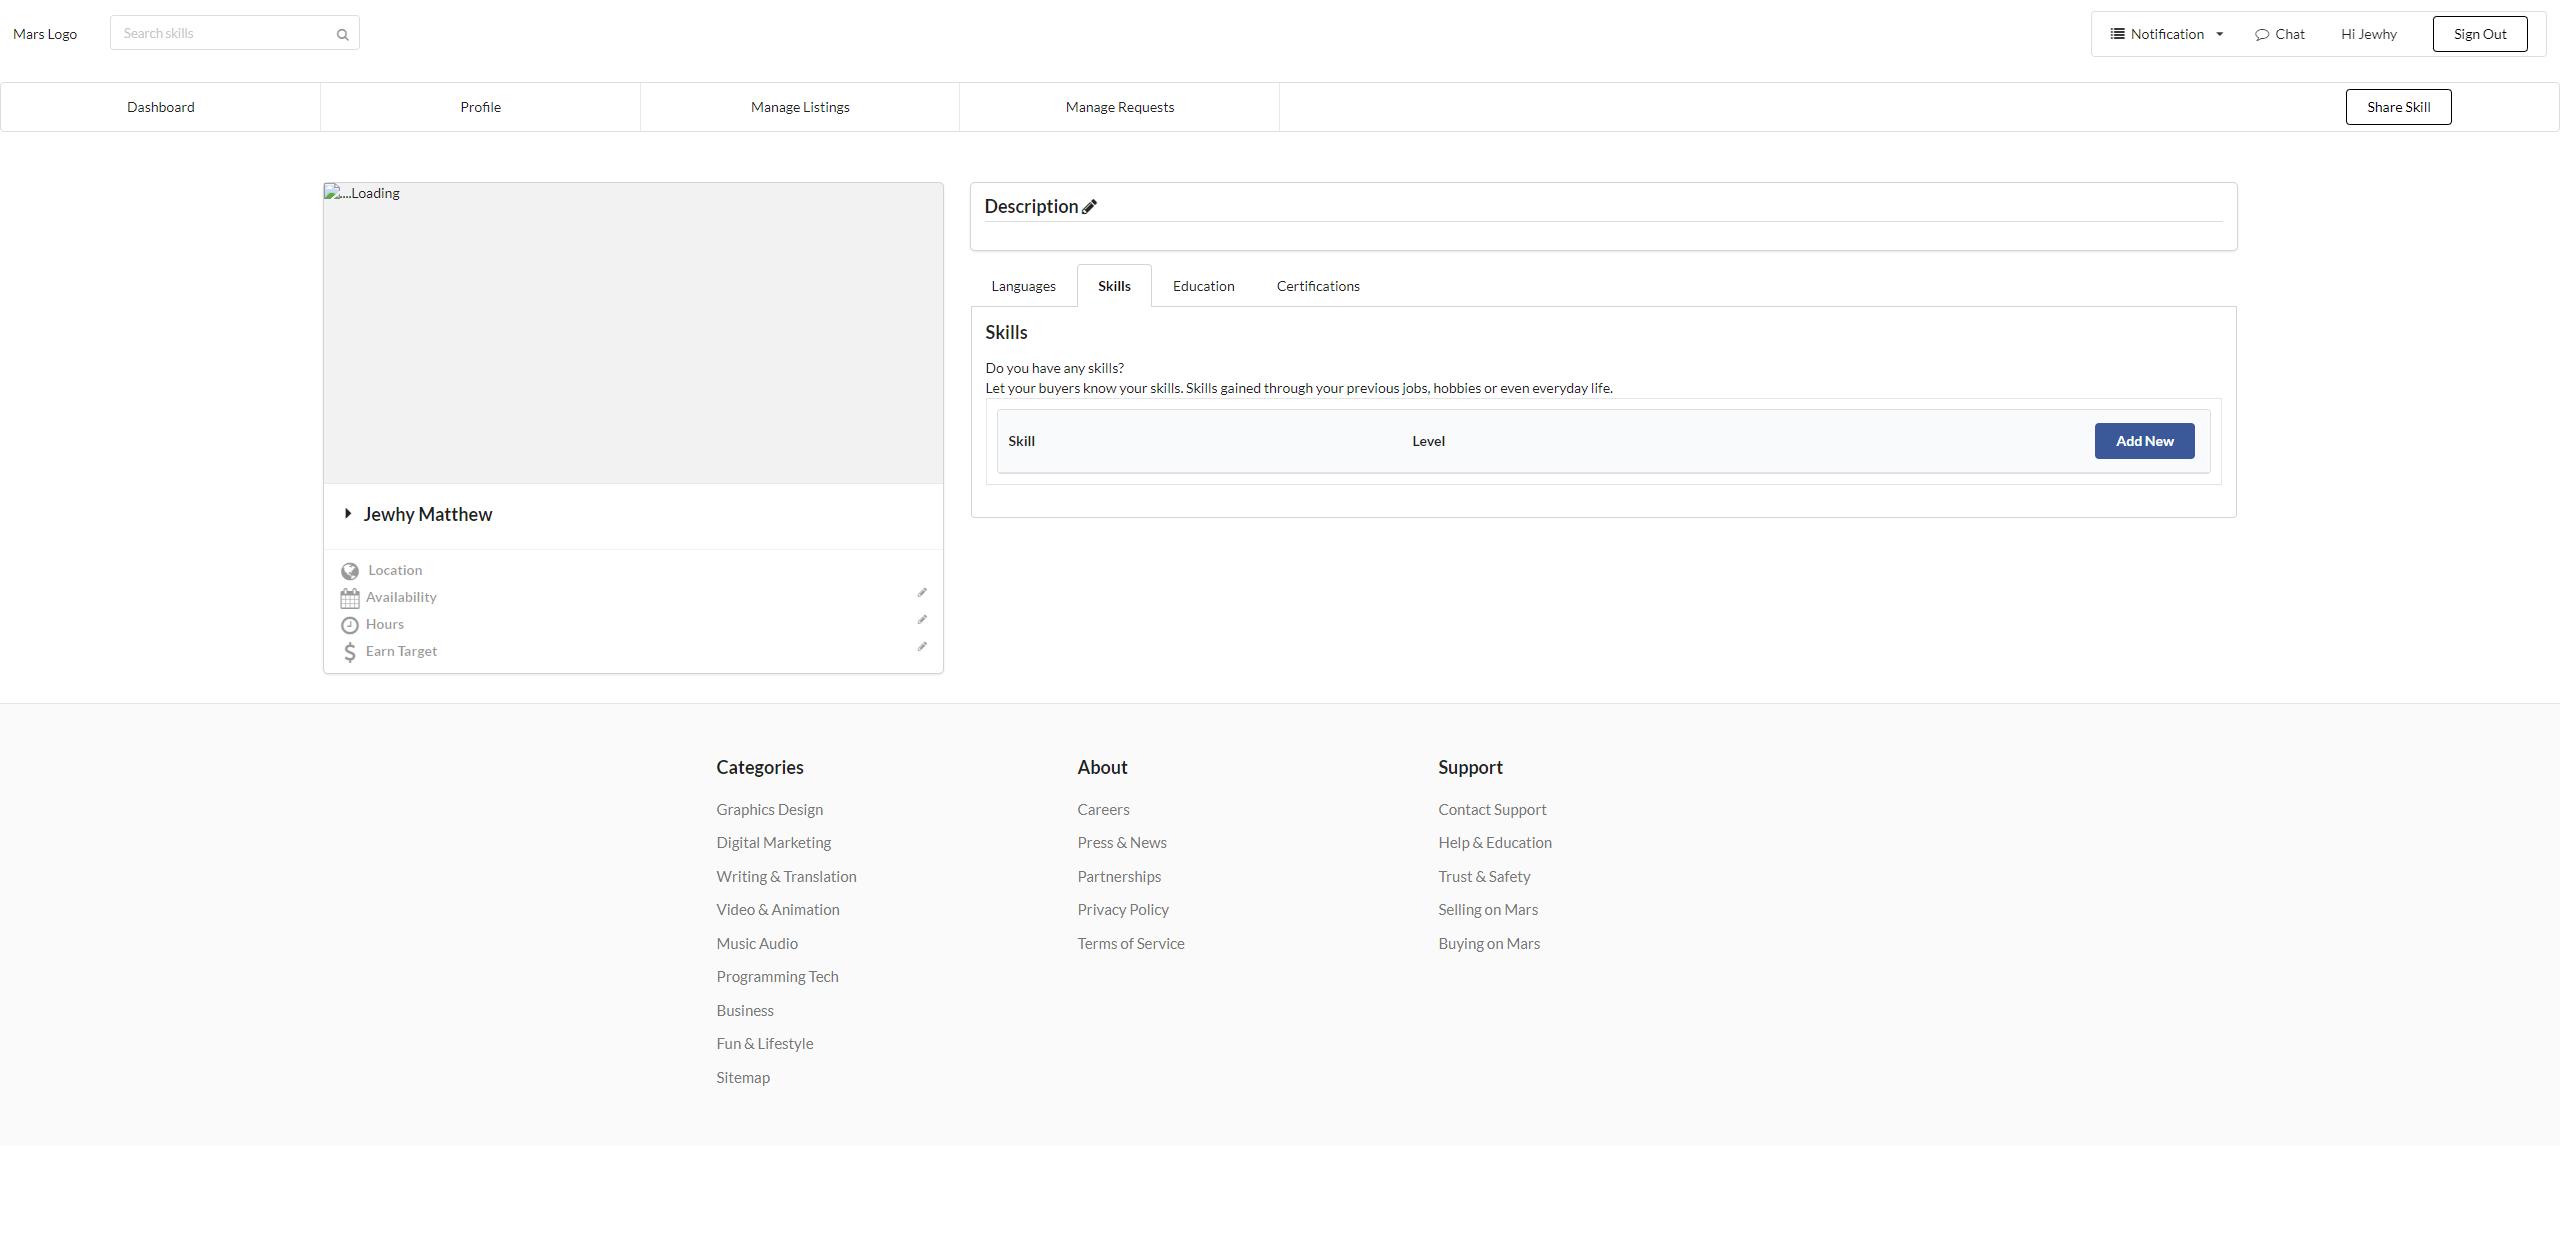 Mars Logo
Search skills
Notification
Chat
Hi Jewhy
Sign Out
Dashboard
Profile
Manage Listings
Manage Requests
Share Skill
....Loading
Jewhy Matthew
Location
Availability
Hours
Earn Target
Description
Languages
Skills
Education
Certifications
Skills
Do you have any skills?
Let your buyers know your skills. Skills gained through your previous jobs, hobbies or even everyday life.
Skill
Level
Add New
Categories
Graphics Design
Digital Marketing
Writing & Translation
Video & Animation
Music Audio
Programming Tech
Business
Fun & Lifestyle
Sitemap
About
Careers
Press & News
Partnerships
Privacy Policy
Terms of Service
Support
Contact Support
Help & Education
Trust & Safety
Selling on Mars
Buying on Mars